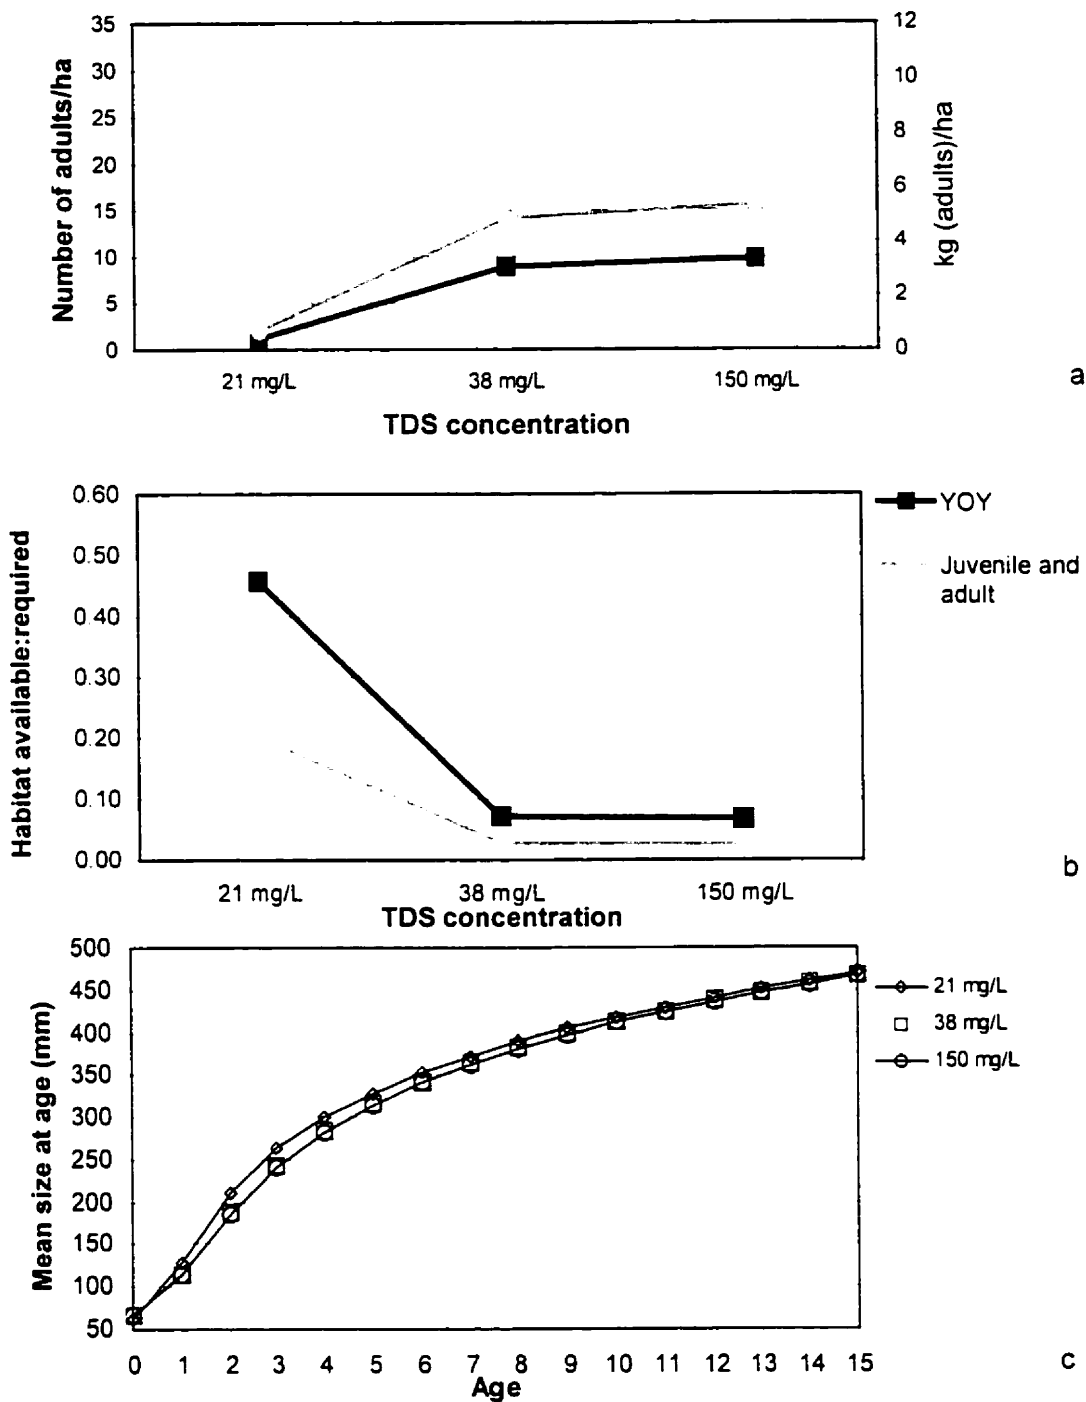 35
30
25
20
15
10
5
0
Number of adults/ha
12
10
8
6
4
2
0
kg (adults)/ha
21 mg/L 38 mg/L 150 mg/L
TDS concentration
a
0.60
0.50
0.40
0.30
0.20
0.10
0.00
Habitat available:required
YOY
Juvenile and
adult
21 mg/L 38 mg/L 150 mg/L
TDS concentration
b
500
450
400
350
300
250
200
150
100
50
Mean size at age (mm)
21 mg/L
38 mg/L
150 mg/L
0 1 2 3 4 5 6 7 8 9 10 11 12 13 14 15
Age
c